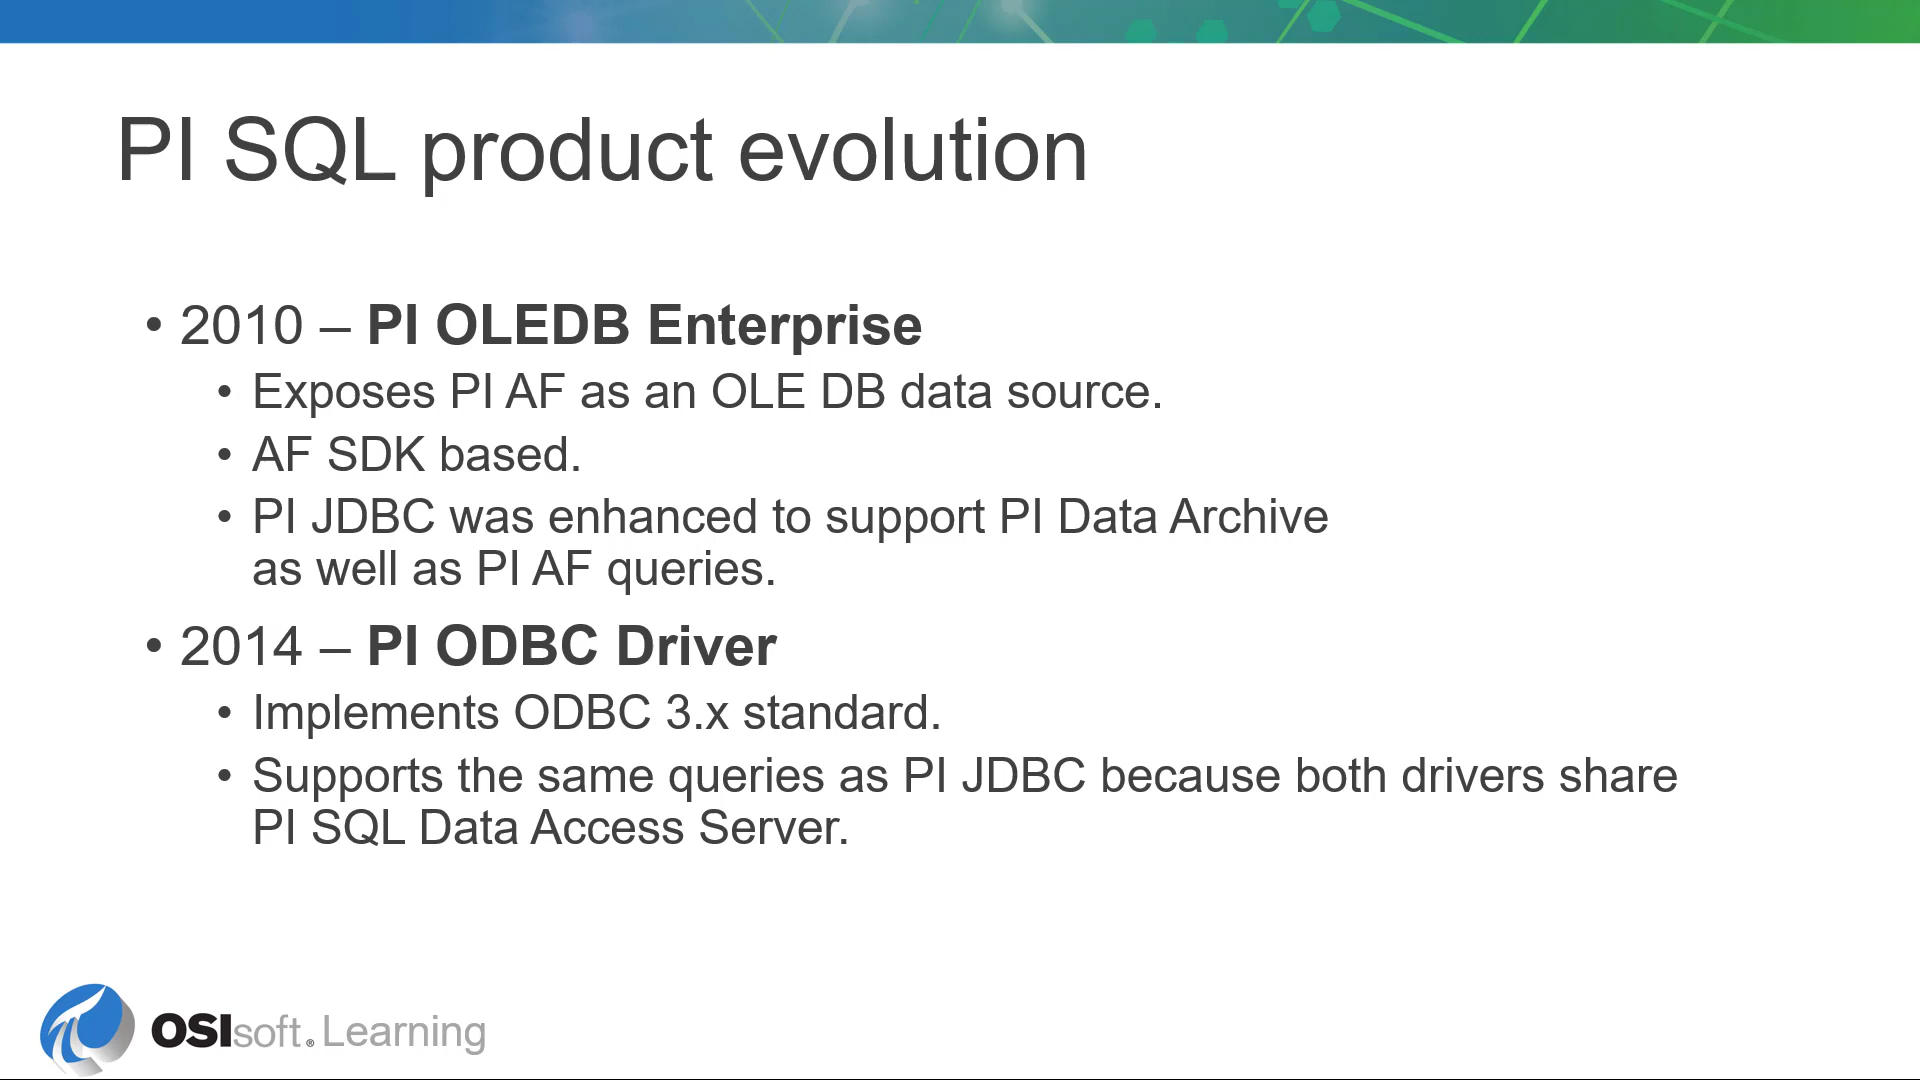 PI SQL product evolution
• 2010 – PI OLEDB Enterprise
• Exposes PI AF as an OLE DB data source.
• AF SDK based.
• PI JDBC was enhanced to support PI Data Archive
as well as PI AF queries.
• 2014 – PI ODBC Driver
• Implements ODBC 3.x standard.
• Supports the same queries as PI JDBC because both drivers share
PI SQL Data Access Server.
OSIsoft® Learning